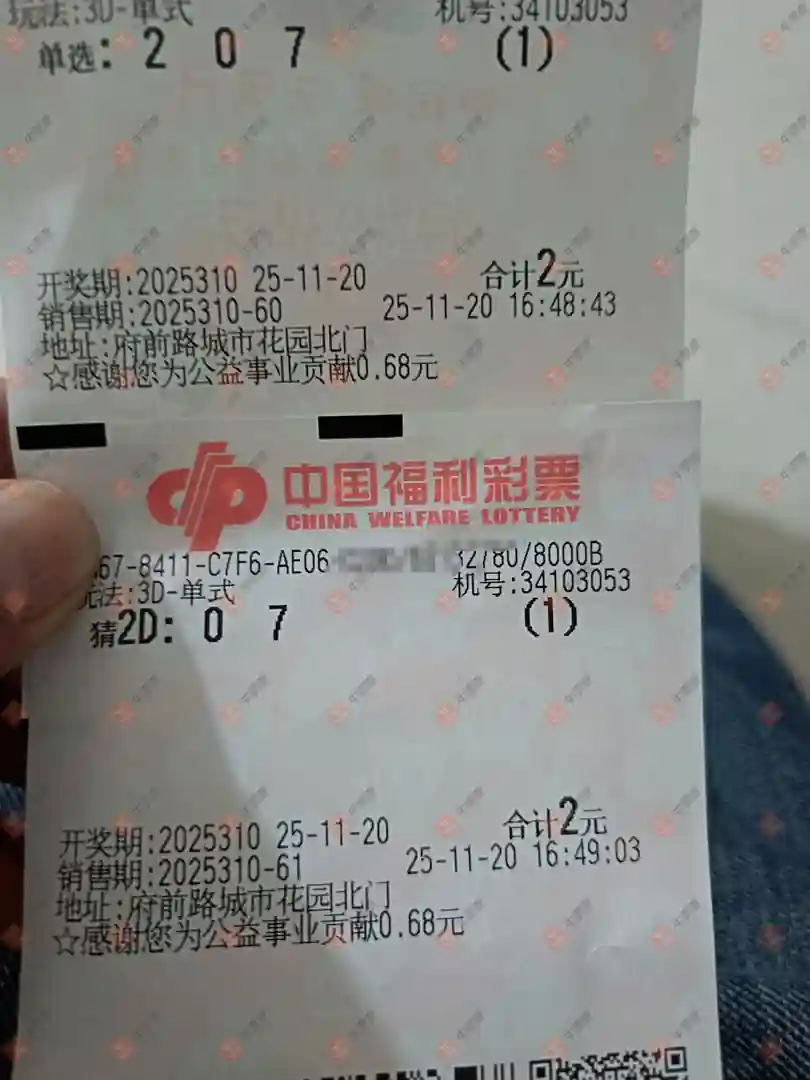 玩法:3D-单式 机号:34103053
单选: 2 0 7 (1)
开奖期:2025310 25-11-20 合计2元
销售期:2025310-60 25-11-20 16:48:43
地址:府前路城市花园北门
☆感谢您为公益事业贡献0.68元
中国福利彩票
CHINA WELFARE LOTTERY
67-8411-C7F6-AE06 32780/8000B
玩法:3D-单式 机号:34103053
猜2D: 0 7 (1)
开奖期:2025310 25-11-20 合计2元
销售期:2025310-61 25-11-20 16:49:03
地址:府前路城市花园北门
☆感谢您为公益事业贡献0.68元